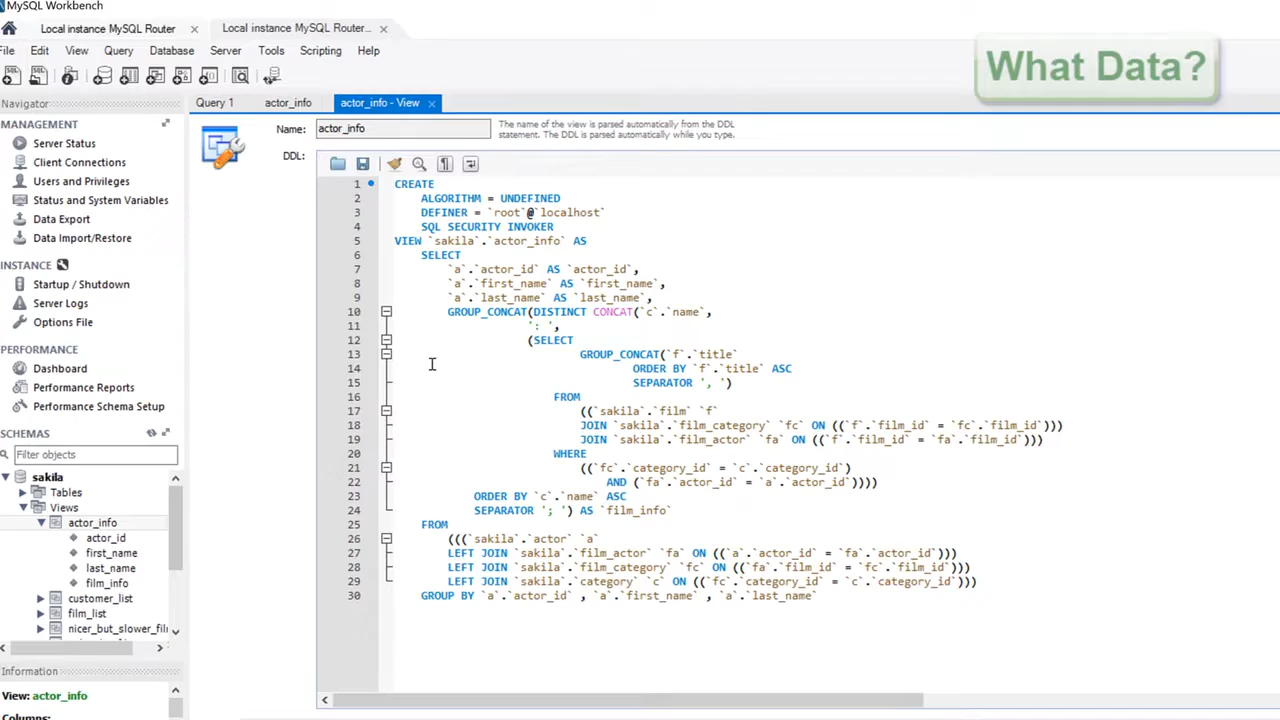 MySQL Workbench
Local instance MySQL Router × Local instance MySQL Router... ×
File Edit View Query Database Server Tools Scripting Help
What Data?
Navigator
MANAGEMENT
Server Status
Client Connections
Users and Privileges
Status and System Variables
Data Export
Data Import/Restore
INSTANCE
Startup / Shutdown
Server Logs
Options File
PERFORMANCE
Dashboard
Performance Reports
Performance Schema Setup
SCHEMAS
Filter objects
sakila
Tables
Views
actor_info
actor_id
first_name
last_name
film_info
customer_list
film_list
nicer_but_slower_fil
Information
View: actor_info
Columns:
Query 1 actor_info actor_info - View ×
Name: actor_info
The name of the view is parsed automatically from the DDL
statement. The DDL is parsed automatically while you type.
DDL:
1 CREATE
2 ALGORITHM = UNDEFINED
3 DEFINER = `root`@`localhost`
4 SQL SECURITY INVOKER
5 VIEW `sakila`.`actor_info` AS
6 SELECT
7 `a`.`actor_id` AS `actor_id`,
8 `a`.`first_name` AS `first_name`,
9 `a`.`last_name` AS `last_name`,
10 GROUP_CONCAT(DISTINCT CONCAT(`c`.`name`,
11 ': ',
12 (SELECT
13 GROUP_CONCAT(`f`.`title`
14 ORDER BY `f`.`title` ASC
15 SEPARATOR ', ')
16 FROM
17 ((`sakila`.`film` `f`
18 JOIN `sakila`.`film_category` `fc` ON ((`f`.`film_id` = `fc`.`film_id`)))
19 JOIN `sakila`.`film_actor` `fa` ON ((`f`.`film_id` = `fa`.`film_id`)))
20 WHERE
21 ((`fc`.`category_id` = `c`.`category_id`)
22 AND (`fa`.`actor_id` = `a`.`actor_id`))))
23 ORDER BY `c`.`name` ASC
24 SEPARATOR '; ') AS `film_info`
25 FROM
26 (((`sakila`.`actor` `a`
27 LEFT JOIN `sakila`.`film_actor` `fa` ON ((`a`.`actor_id` = `fa`.`actor_id`)))
28 LEFT JOIN `sakila`.`film_category` `fc` ON ((`fa`.`film_id` = `fc`.`film_id`)))
29 LEFT JOIN `sakila`.`category` `c` ON ((`fc`.`category_id` = `c`.`category_id`)))
30 GROUP BY `a`.`actor_id` , `a`.`first_name` , `a`.`last_name`